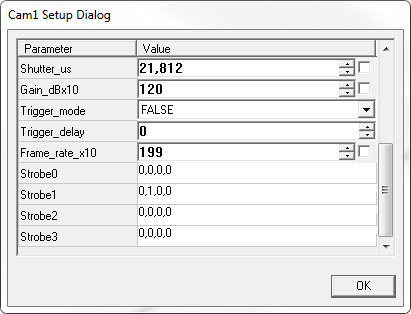 Cam1 Setup Dialog
Parameter Value
Shutter_us 21,812
Gain_dBx10 120
Trigger_mode FALSE
Trigger_delay 0
Frame_rate_x10 199
Strobe0 0,0,0,0
Strobe1 0,1,0,0
Strobe2 0,0,0,0
Strobe3 0,0,0,0
OK